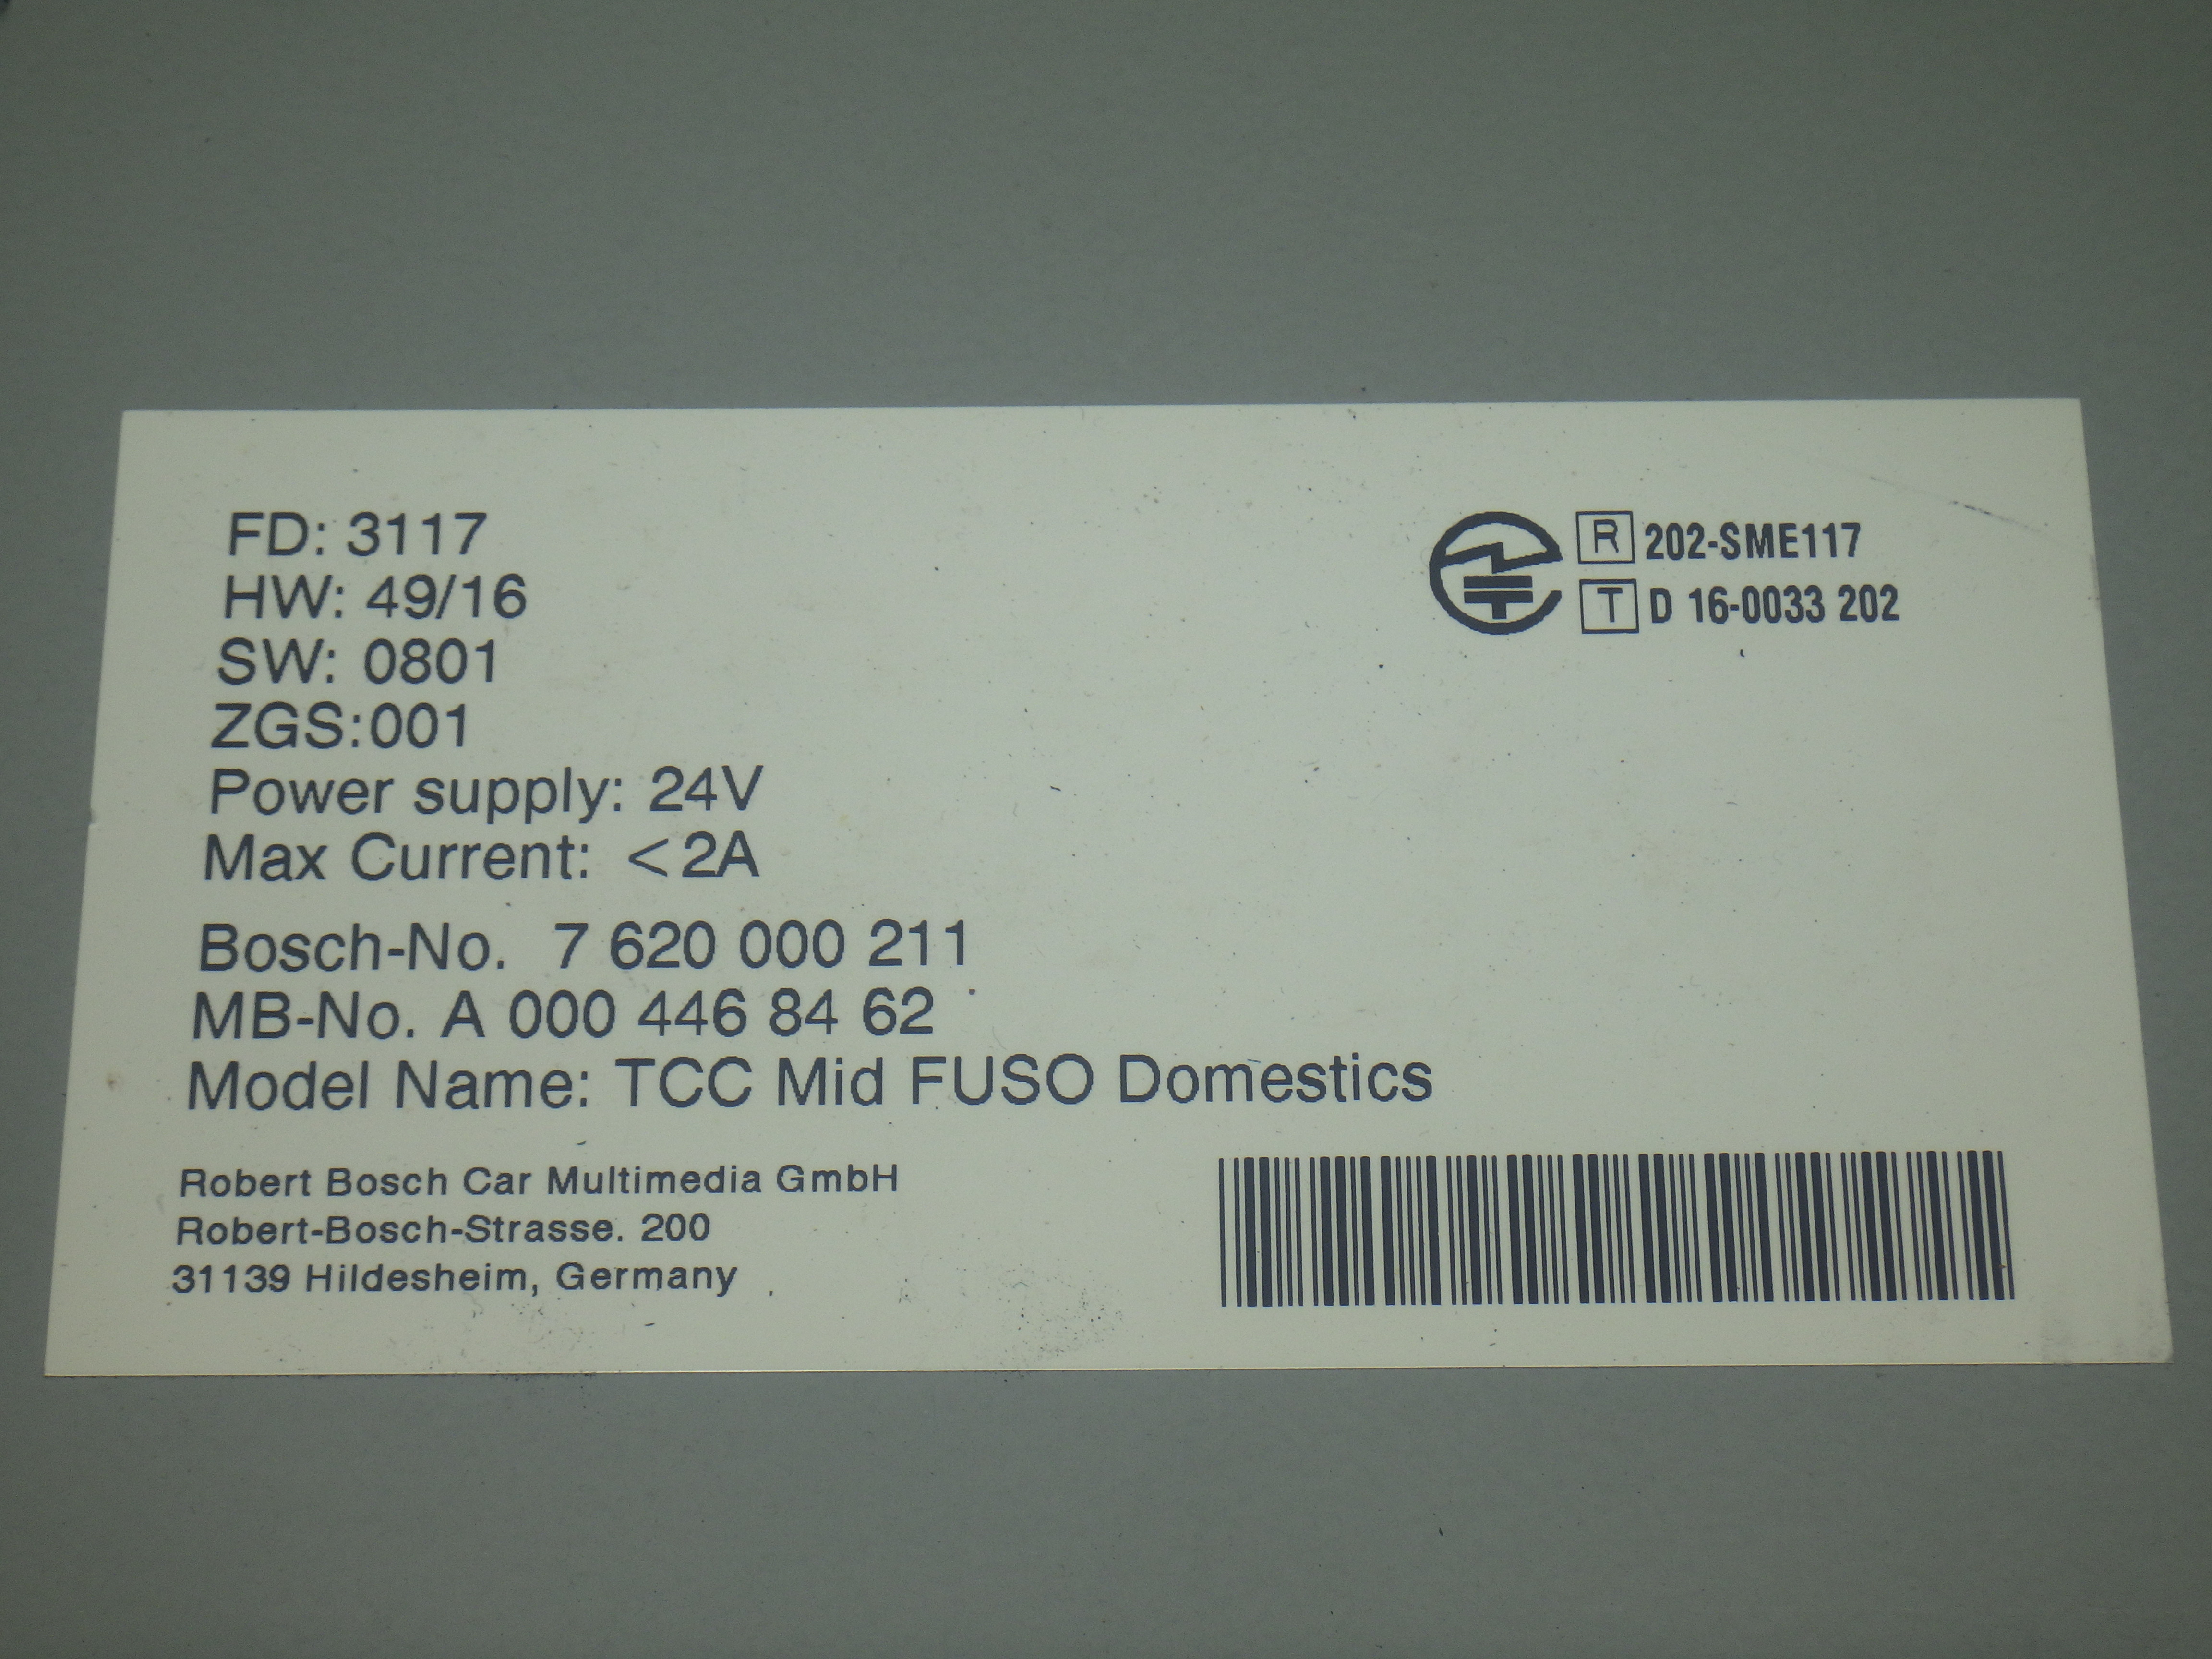 FD: 3117
HW: 49/16
SW: 0801
ZGS:001
Power supply: 24V
Max Current: <2A
Bosch-No. 7 620 000 211
MB-No. A 000 446 84 62
Model Name: TCC Mid FUSO Domestics
Robert Bosch Car Multimedia GmbH
Robert-Bosch-Strasse. 200
31139 Hildesheim, Germany
R 202-SME117
T D 16-0033 202